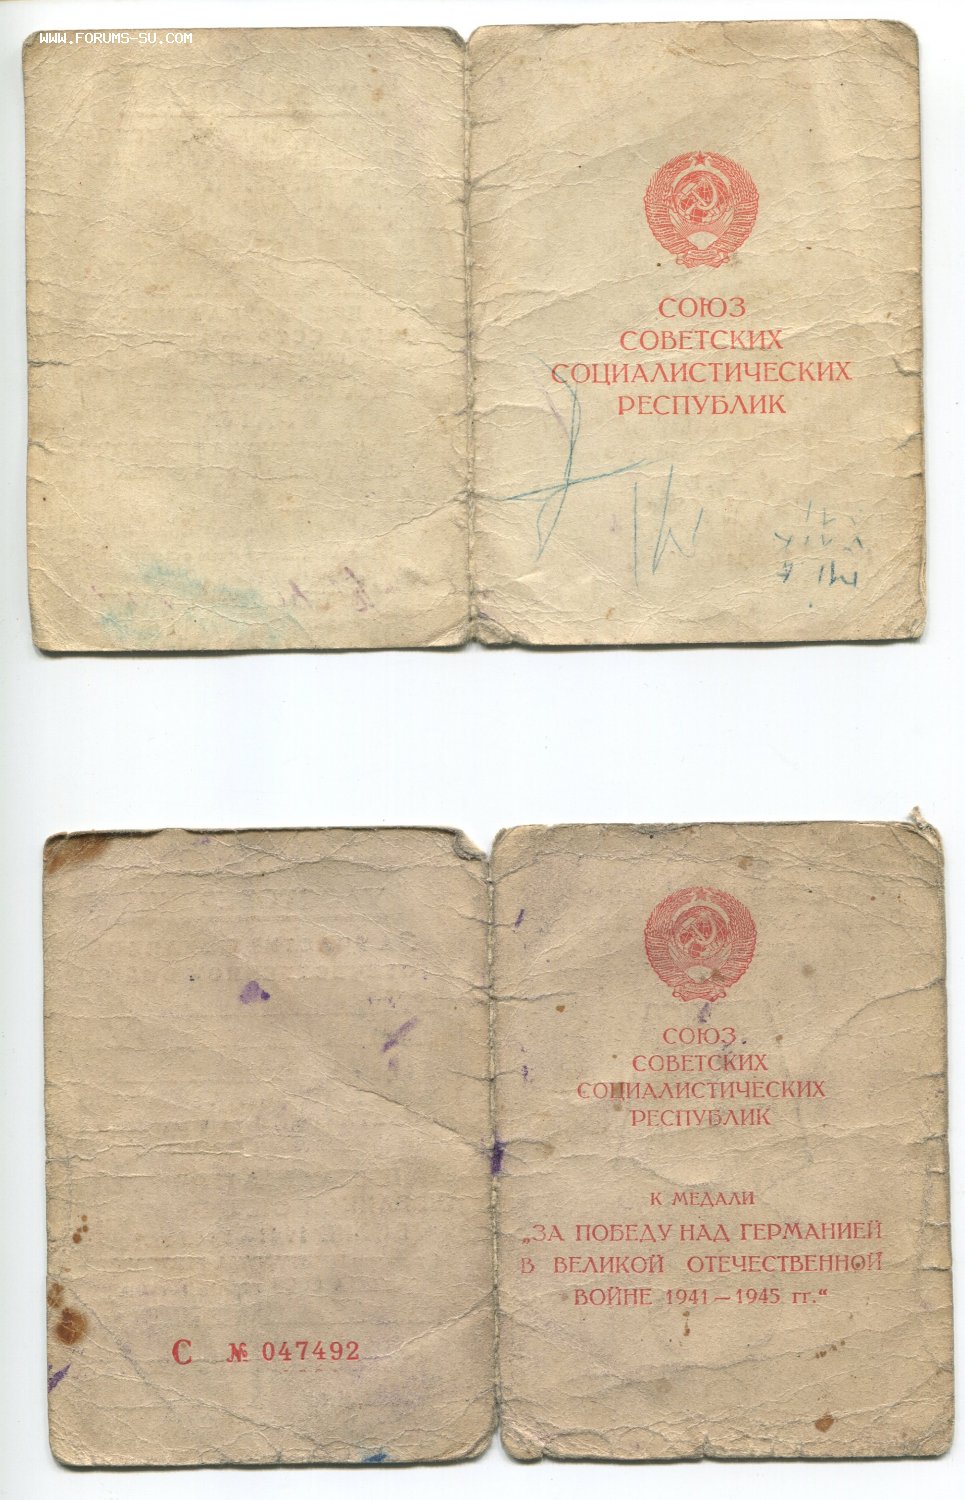 WWW.FORUMS-SU.COM
СОЮЗ
СОВЕТСКИХ
СОЦИАЛИСТИЧЕСКИХ
РЕСПУБЛИК
СОЮЗ
СОВЕТСКИХ
СОЦИАЛИСТИЧЕСКИХ
РЕСПУБЛИК
К МЕДАЛИ
„ЗА ПОБЕДУ НАД ГЕРМАНИЕЙ
В ВЕЛИКОЙ ОТЕЧЕСТВЕННОЙ
ВОЙНЕ 1941—1945 гг.“
С № 047492